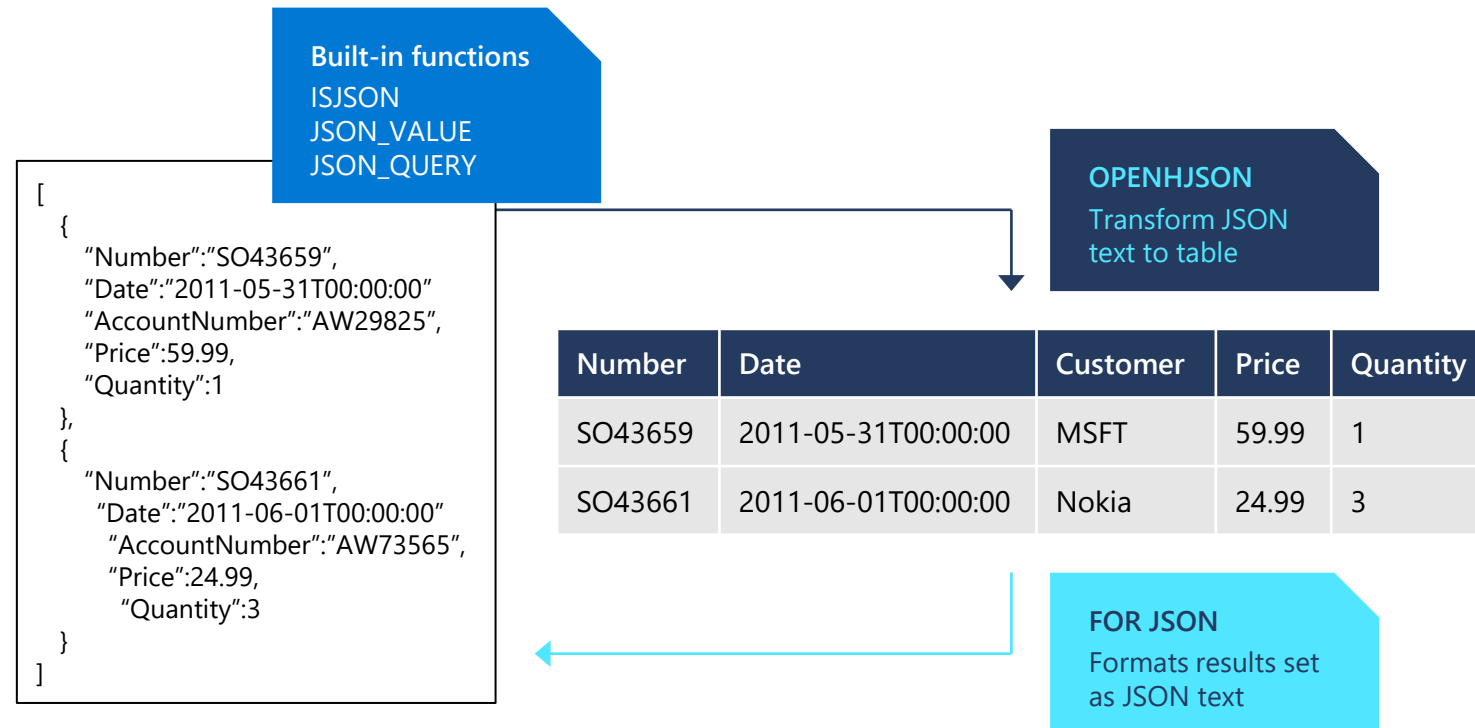 Built-in functions
ISJSON
JSON_VALUE
JSON_QUERY
[
{
“Number”:”SO43659”,
“Date”:”2011-05-31T00:00:00”
“AccountNumber”:”AW29825”,
“Price”:59.99,
“Quantity”:1
},
{
“Number”:”SO43661”,
“Date”:”2011-06-01T00:00:00”
“AccountNumber”:”AW73565”,
“Price”:24.99,
“Quantity”:3
}
]
OPENHJSON
Transform JSON
text to table
Number Date Customer Price Quantity
SO43659 2011-05-31T00:00:00 MSFT 59.99 1
SO43661 2011-06-01T00:00:00 Nokia 24.99 3
FOR JSON
Formats results set
as JSON text